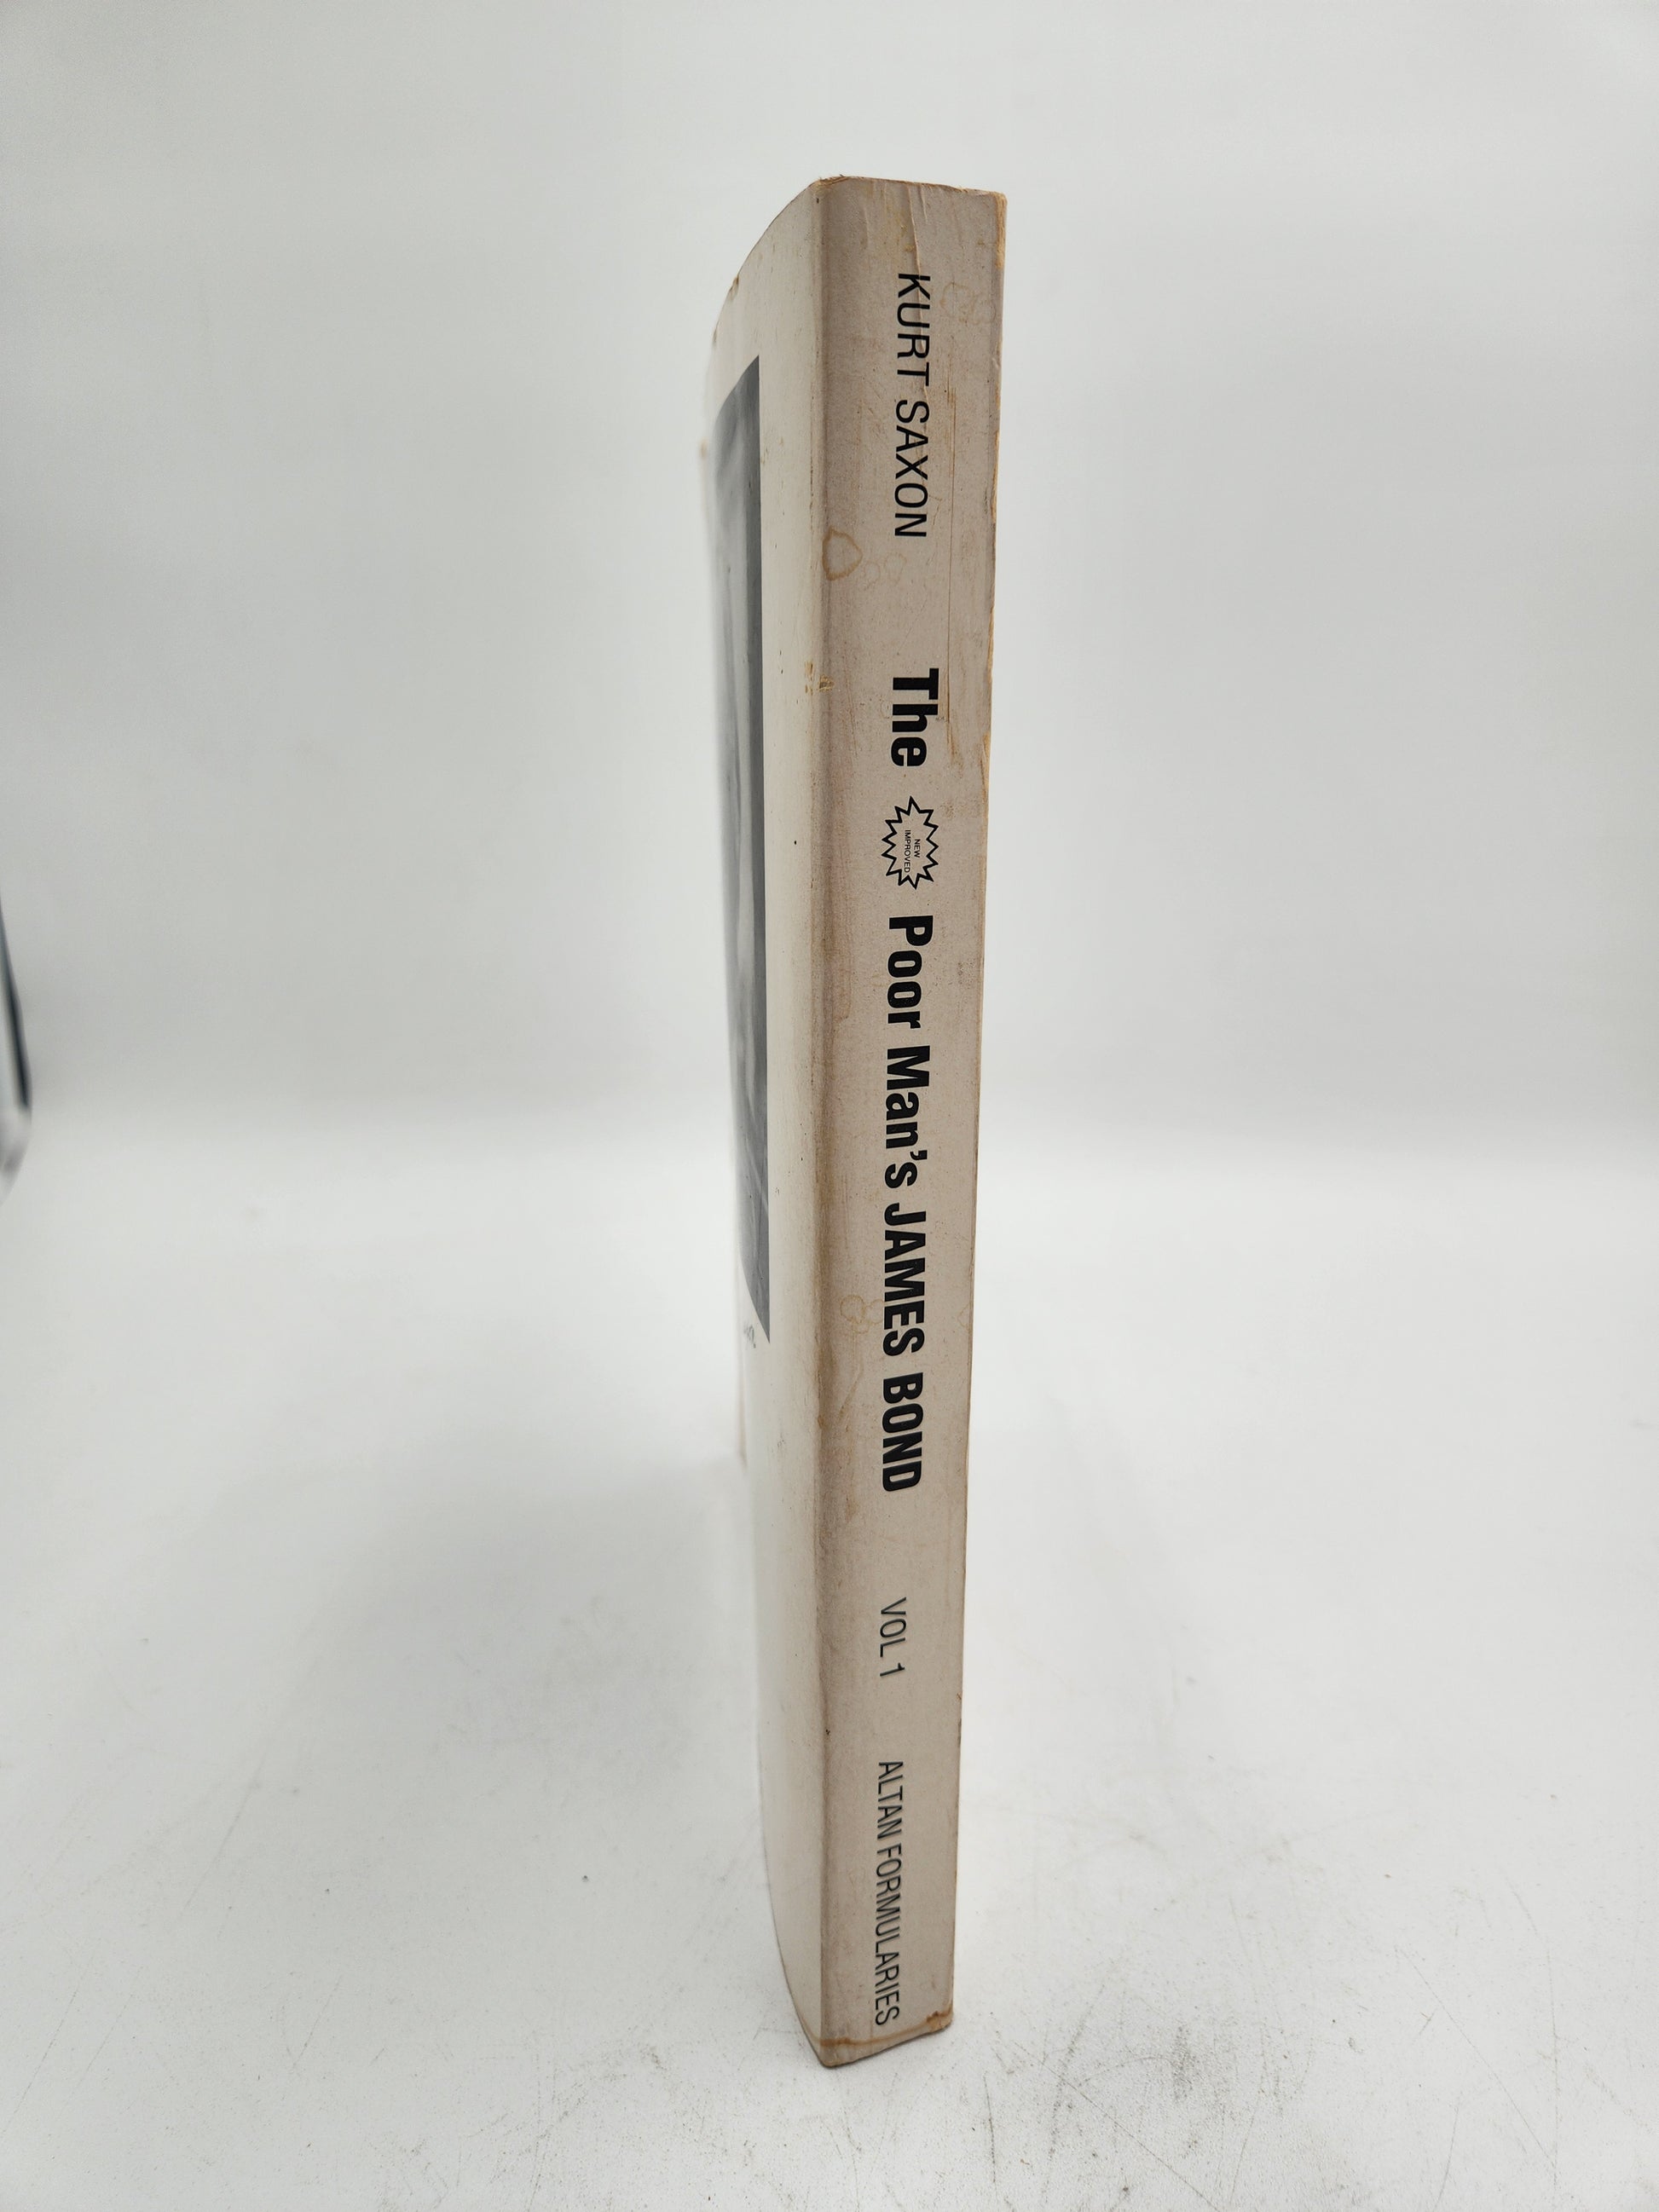 KURT SAXON
The
NEW
IMPROVED
Poor Man's JAMES BOND
VOL 1
ALTAN FORMULARIES